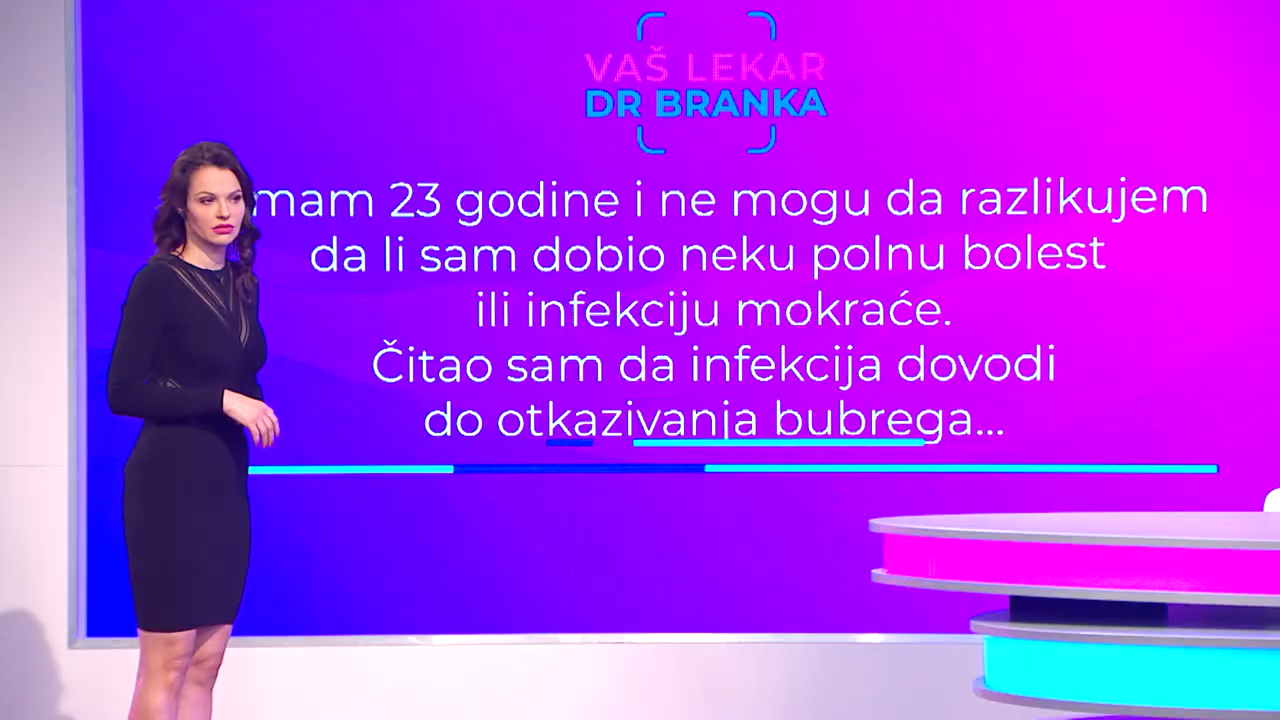 VAŠ LEKAR
DR BRANKA
mam 23 godine i ne mogu da razlikujem
da li sam dobio neku polnu bolest
ili infekciju mokraće.
Čitao sam da infekcija dovodi
do otkazivanja bubrega...